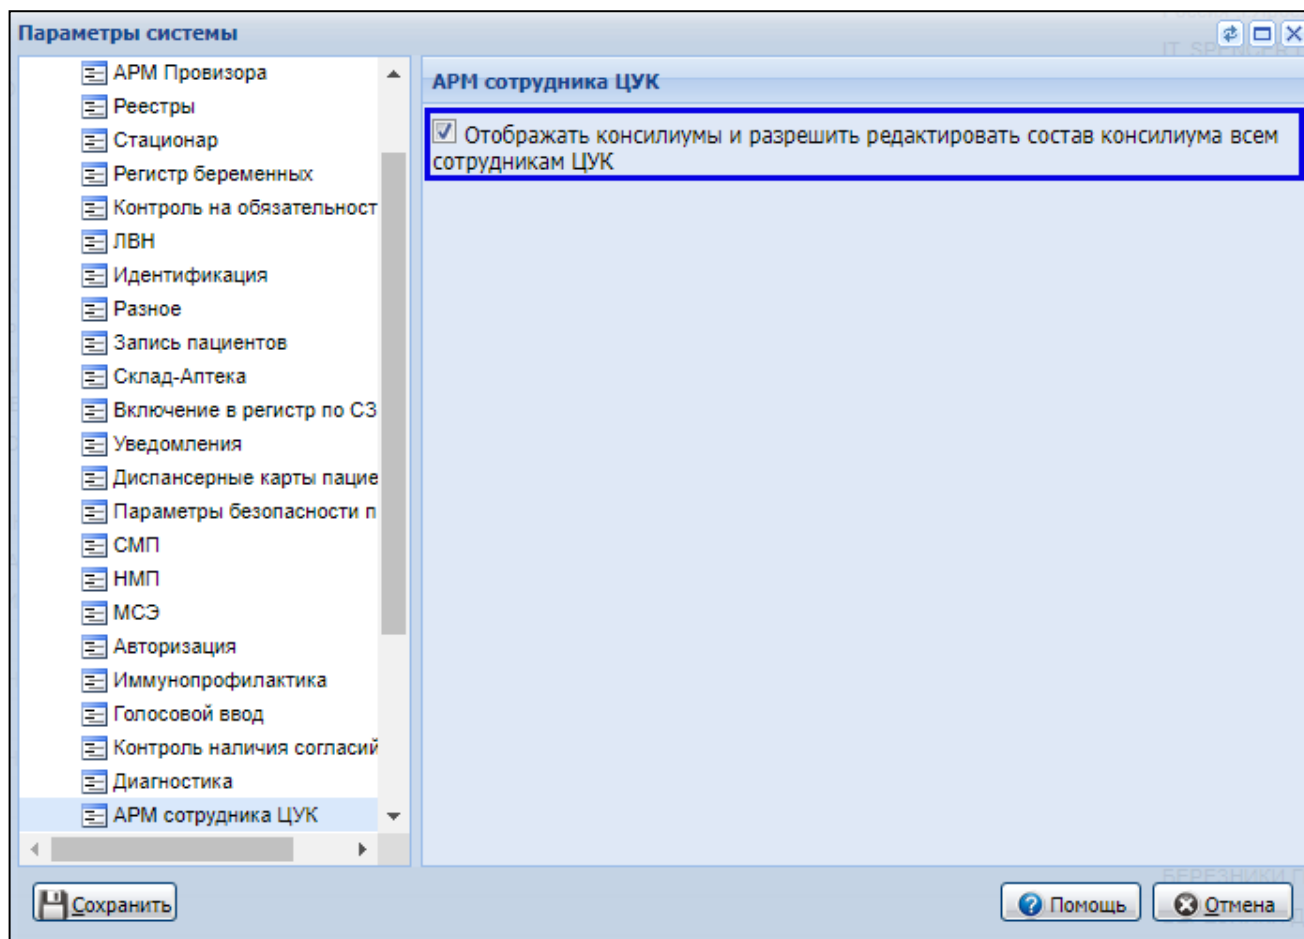 Параметры системы
АРМ Провизора
Реестры
Стационар
Регистр беременных
Контроль на обязательност
ЛВН
Идентификация
Разное
Запись пациентов
Склад-Аптека
Включение в регистр по СЗ
Уведомления
Диспансерные карты пацие
Параметры безопасности п
СМП
НМП
МСЭ
Авторизация
Иммунопрофилактика
Голосовой ввод
Контроль наличия согласий
Диагностика
АРМ сотрудника ЦУК
АРМ сотрудника ЦУК
Отображать консилиумы и разрешить редактировать состав консилиума всем
сотрудникам ЦУК
Сохранить
Помощь
Отмена